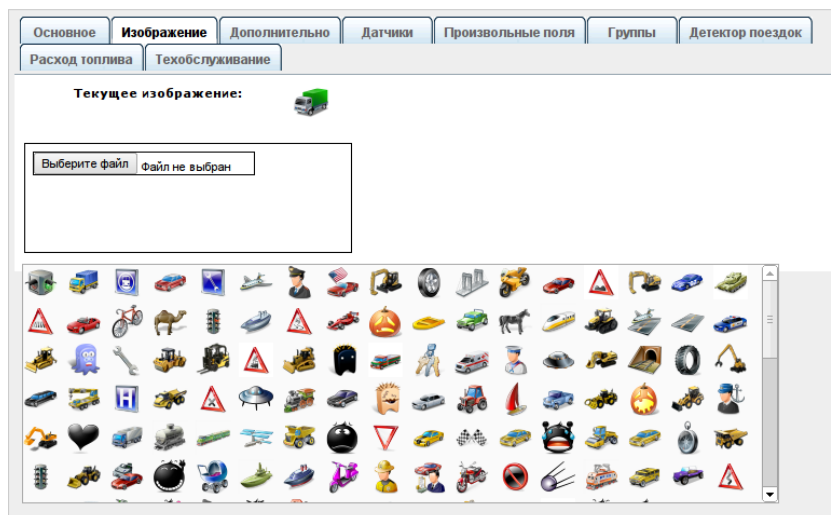 Основное Изображение Дополнительно Датчики Произвольные поля Группы Детектор поездок
Расход топлива Техобслуживание
Текущее изображение:
Выберите файл Файл не выбран
H